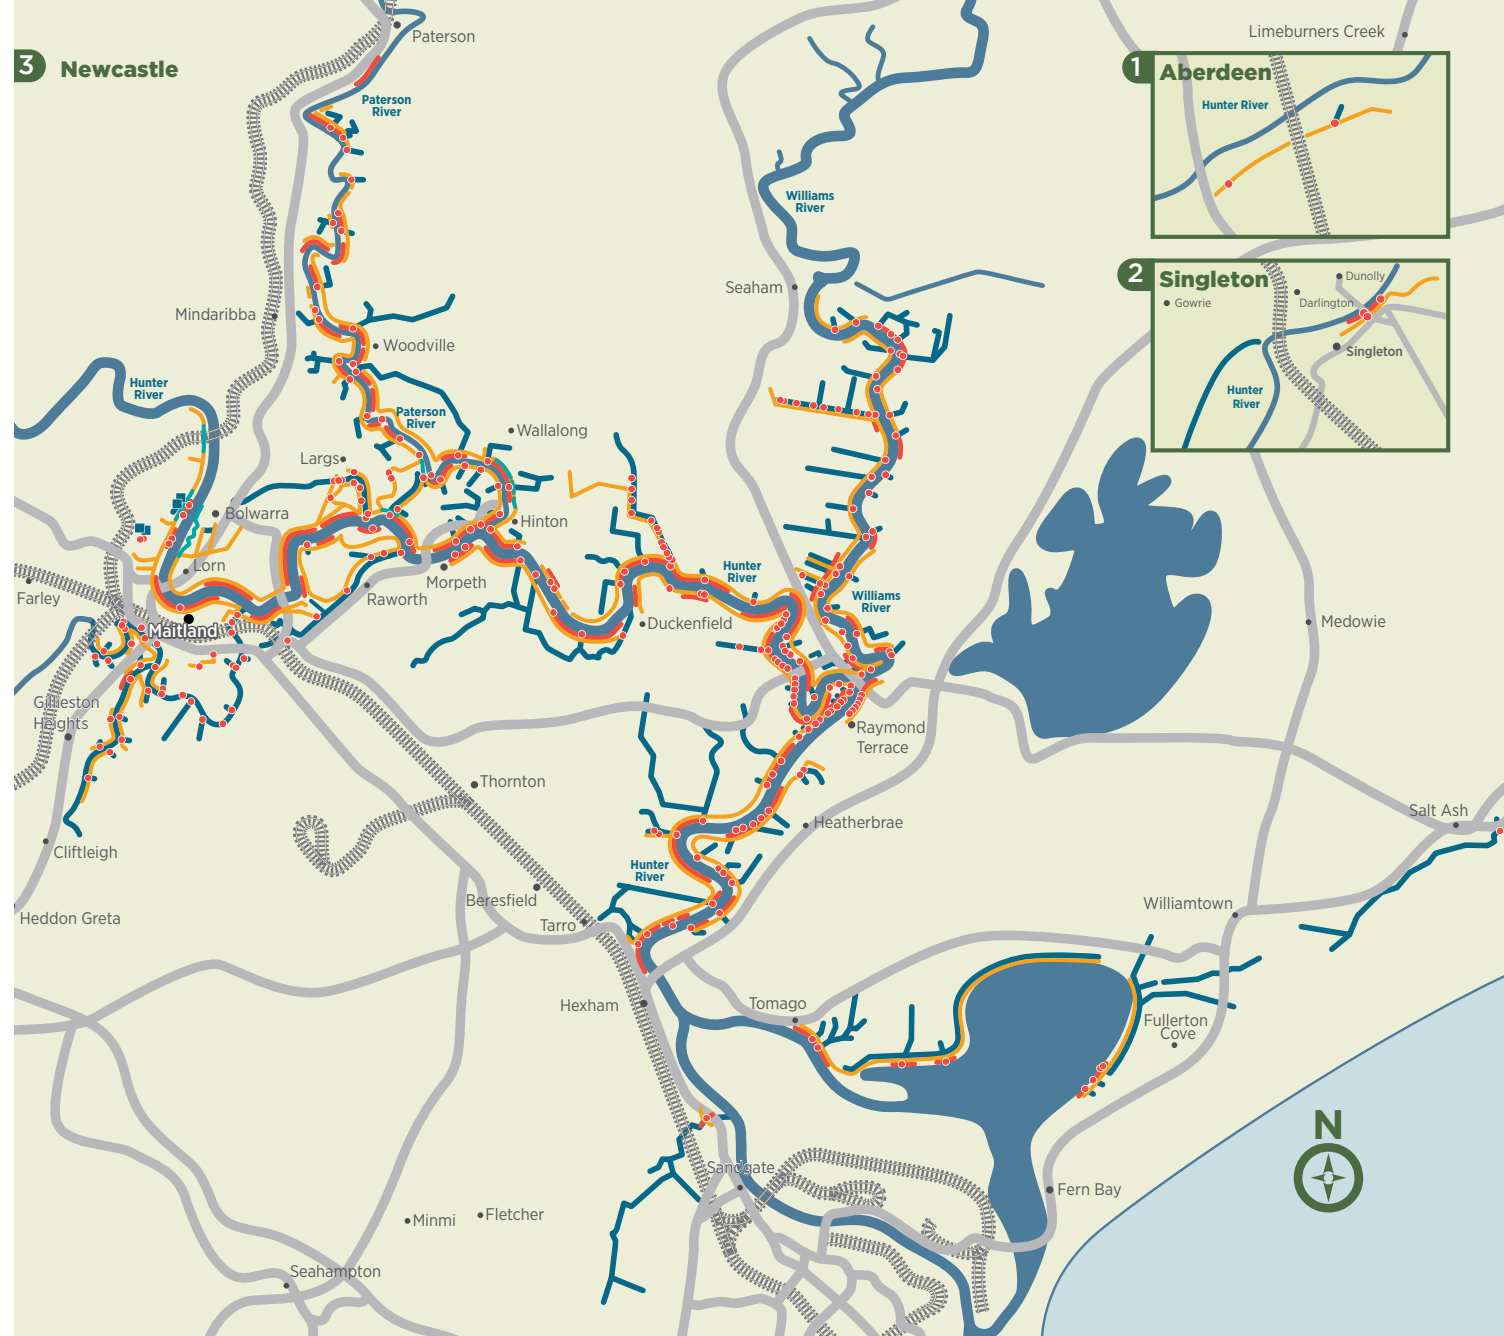 Paterson
Limeburners Creek
3 Newcastle
1 Aberdeen
Hunter River
Paterson
River
Williams
River
Seaham
2 Singleton
Dunolly
Gowrie
Darlington
Singleton
Hunter
River
Mindaribba
Woodville
Hunter
River
Paterson
River
Wallalong
Largs
Bolwarra
Hinton
Lorn
Morpeth
Farley
Raworth
Hunter
River
Williams
River
Maitland
Duckenfield
Medowie
Gillieston
Heights
Raymond
Terrace
Thornton
Salt Ash
Heatherbrae
Cliftleigh
Hunter
River
Beresfield
Heddon Greta
Tarro
Williamtown
Hexham
Tomago
Fullerton
Cove
N
Sandgate
Fern Bay
Minmi
Fletcher
Seahampton